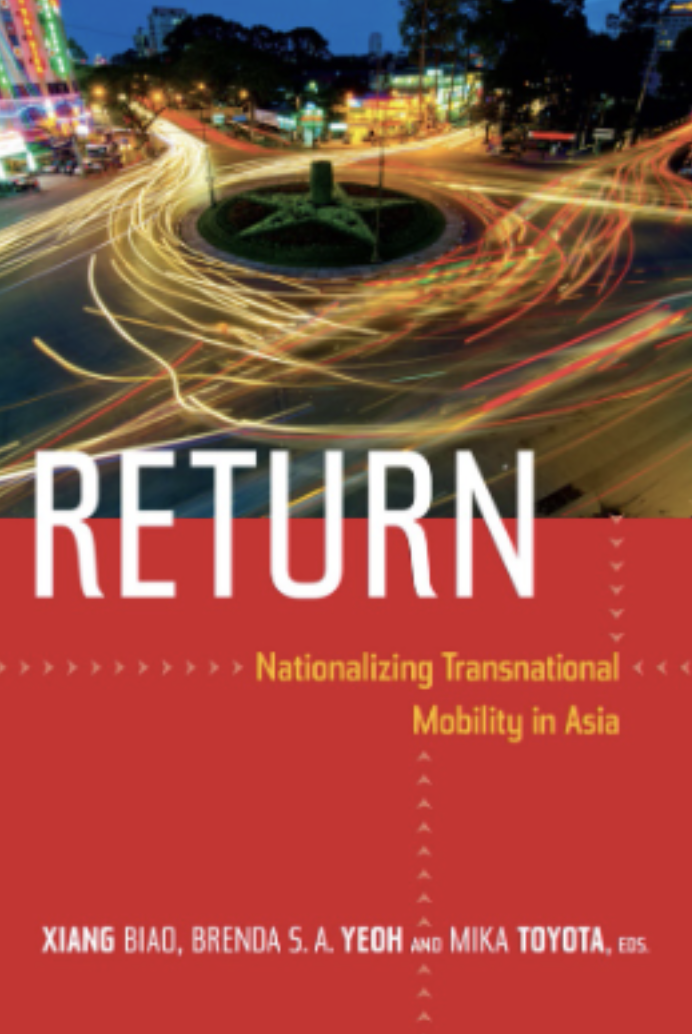 RETURN
Nationalizing Transnational
Mobility in Asia
XIANG BIAO, BRENDA S. A. YEOH AND MIKA TOYOTA, EDS.